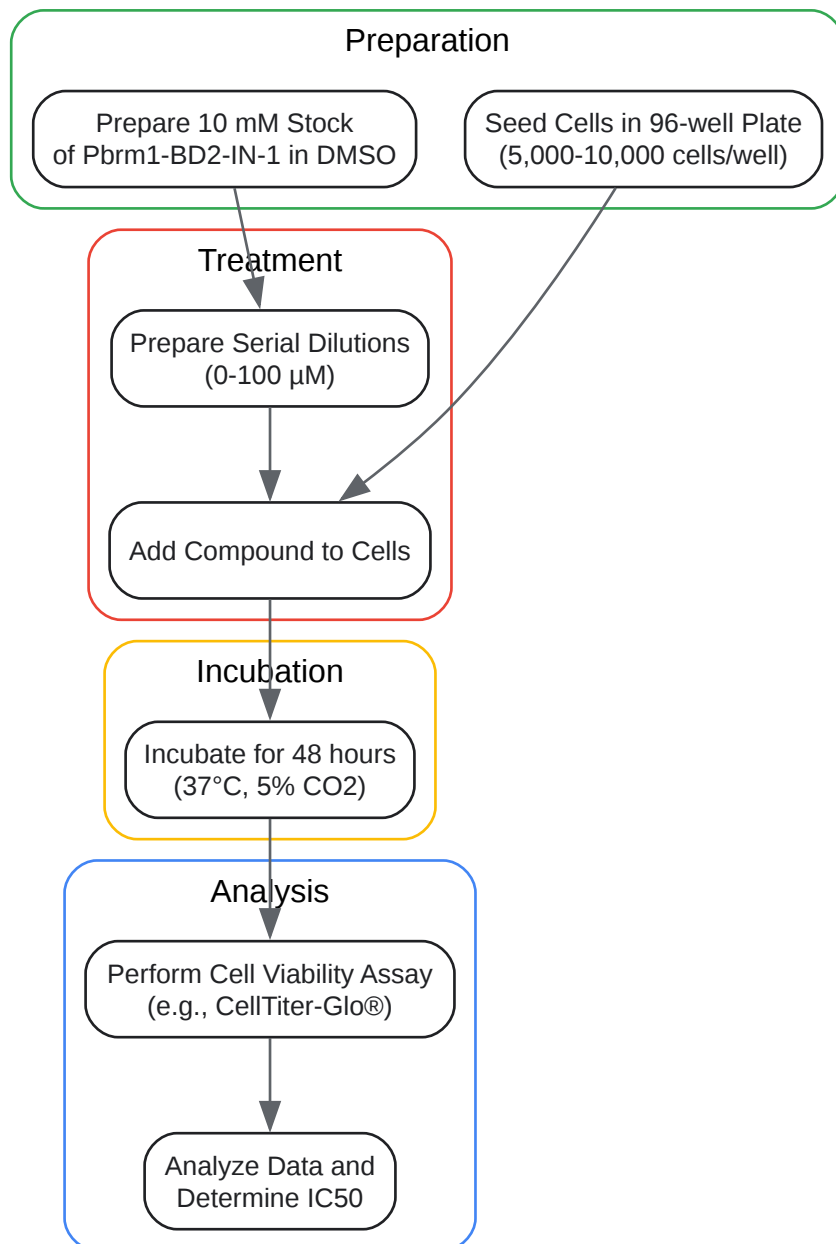 Preparation
Prepare 10 mM Stock
of Pbrm1-BD2-IN-1 in DMSO
Seed Cells in 96-well Plate
(5,000-10,000 cells/well)
Treatment
Prepare Serial Dilutions
(0-100 µM)
Add Compound to Cells
Incubation
Incubate for 48 hours
(37°C, 5% CO2)
Analysis
Perform Cell Viability Assay
(e.g., CellTiter-Glo®)
Analyze Data and
Determine IC50